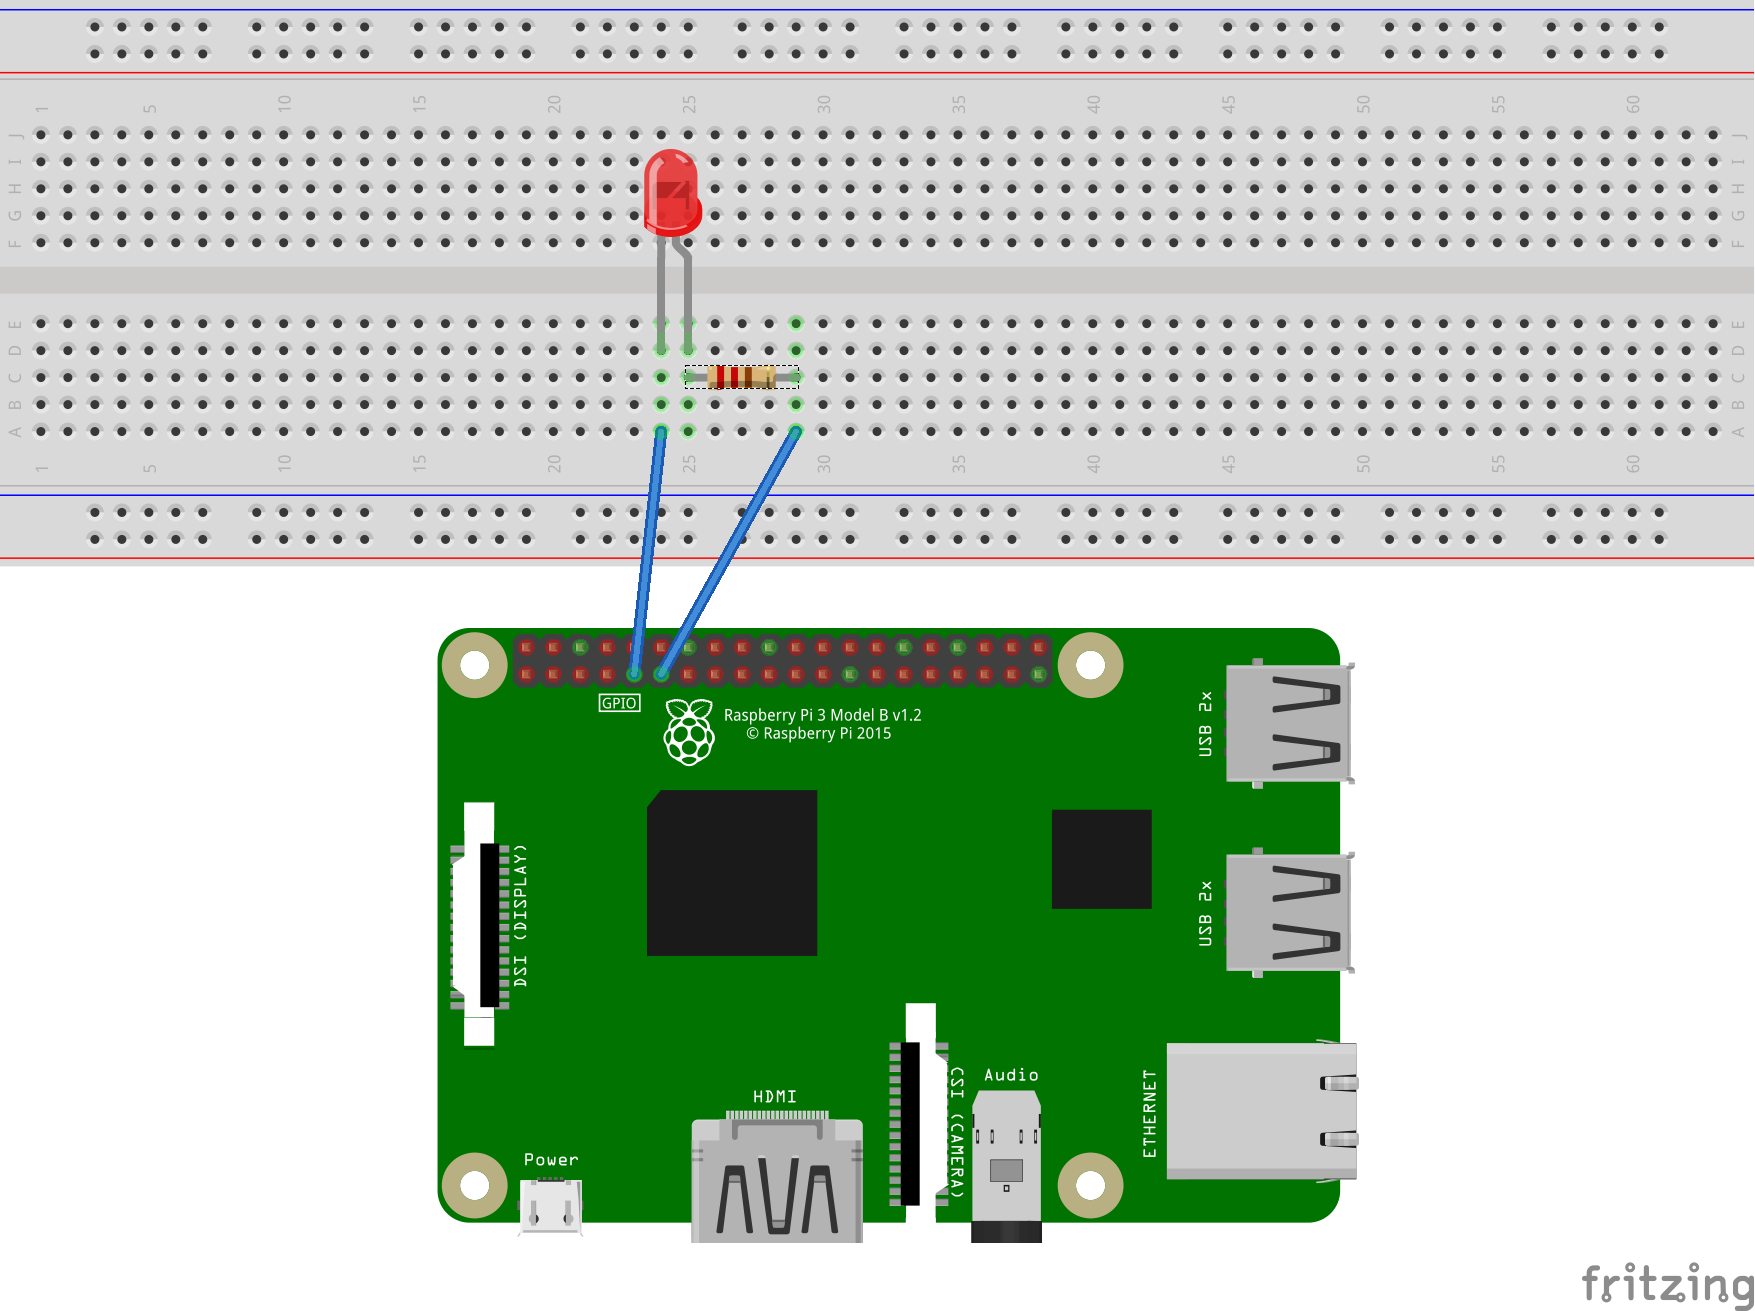 1 5 10 15 20 25 30 35 40 45 50 55 60
J J
I I
H H
G G
F F
E E
D D
C C
B B
A A
1 5 10 15 20 25 30 35 40 45 50 55 60
GPIO
Raspberry Pi 3 Model B v1.2
© Raspberry Pi 2015
USB 2x
DSI (DISPLAY)
USB 2x
CSI (CAMERA)
Audio
ETHERNET
HDMI
Power
fritzing